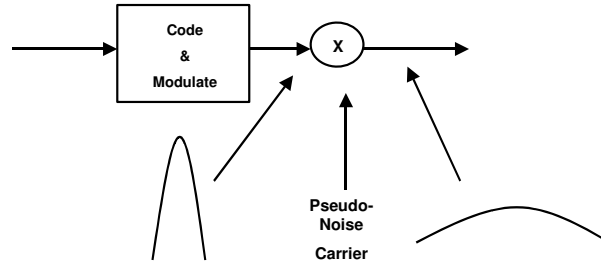 Code
&
Modulate
X
Pseudo-
Noise
Carrier